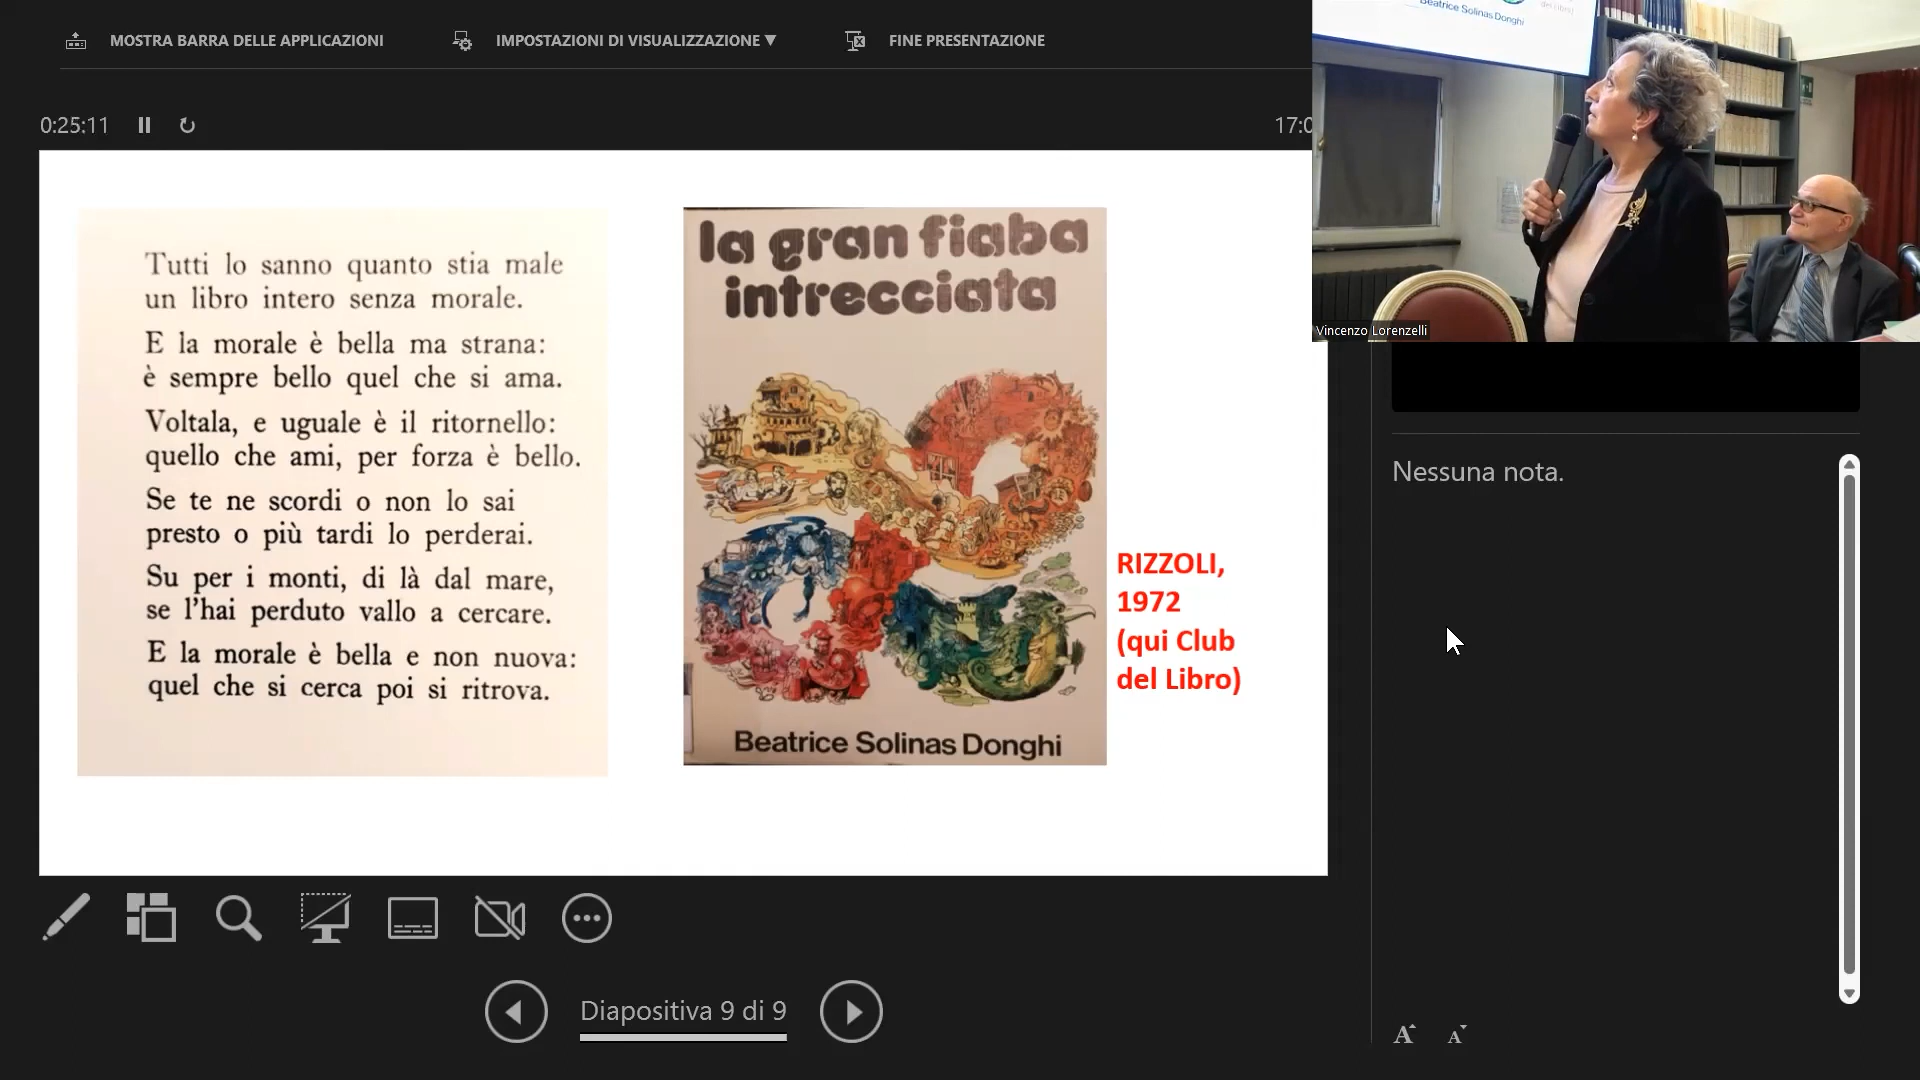 MOSTRA BARRA DELLE APPLICAZIONI
IMPOSTAZIONI DI VISUALIZZAZIONE ▼
FINE PRESENTAZIONE
0:25:11
17:0
Tutti lo sanno quanto stia male
un libro intero senza morale.
E la morale è bella ma strana:
è sempre bello quel che si ama.
Voltala, e uguale è il ritornello:
quello che ami, per forza è bello.
Se te ne scordi o non lo sai
presto o più tardi lo perderai.
Su per i monti, di là dal mare,
se l'hai perduto vallo a cercare.
E la morale è bella e non nuova:
quel che si cerca poi si ritrova.
la gran fiaba
intrecciata
Beatrice Solinas Donghi
RIZZOLI,
1972
(qui Club
del Libro)
Beatrice Solinas Donghi
del Libro)
Vincenzo Lorenzelli
Nessuna nota.
Diapositiva 9 di 9
A A